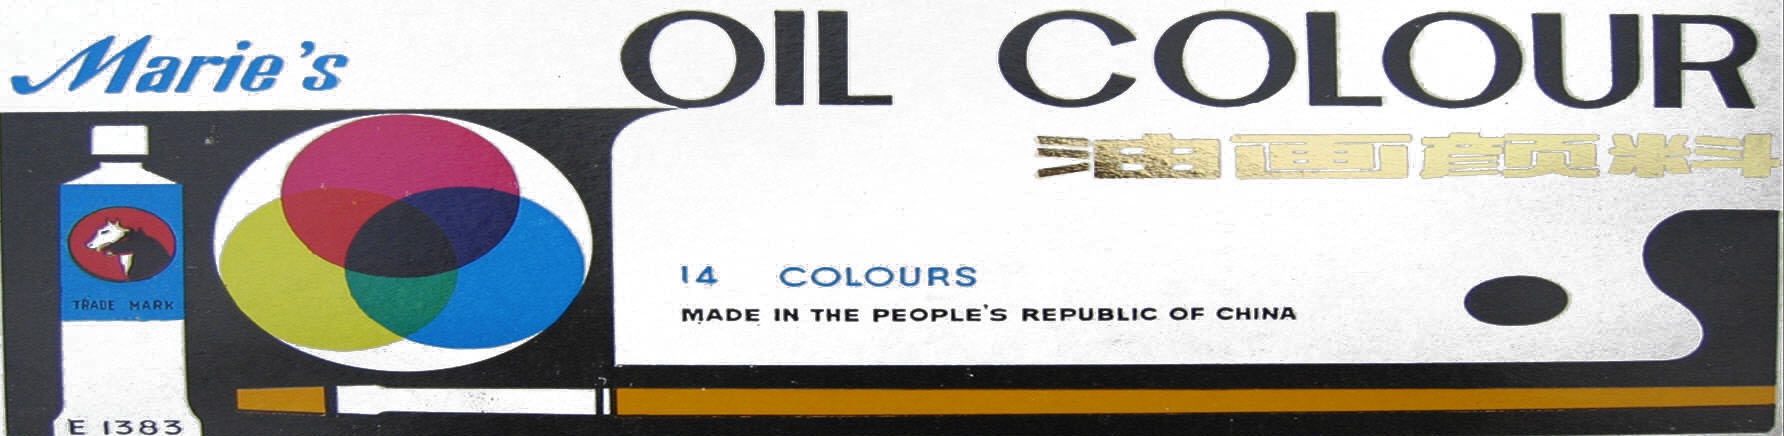 Marie's
OIL COLOUR
油画颜料
14 COLOURS
MADE IN THE PEOPLE'S REPUBLIC OF CHINA
TRADE MARK
E 1383